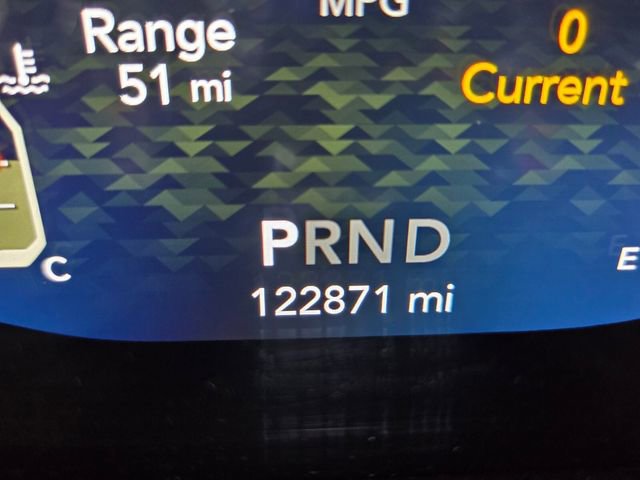 MPG
Range
0
51 mi
Current
PRND
C
E
122871 mi